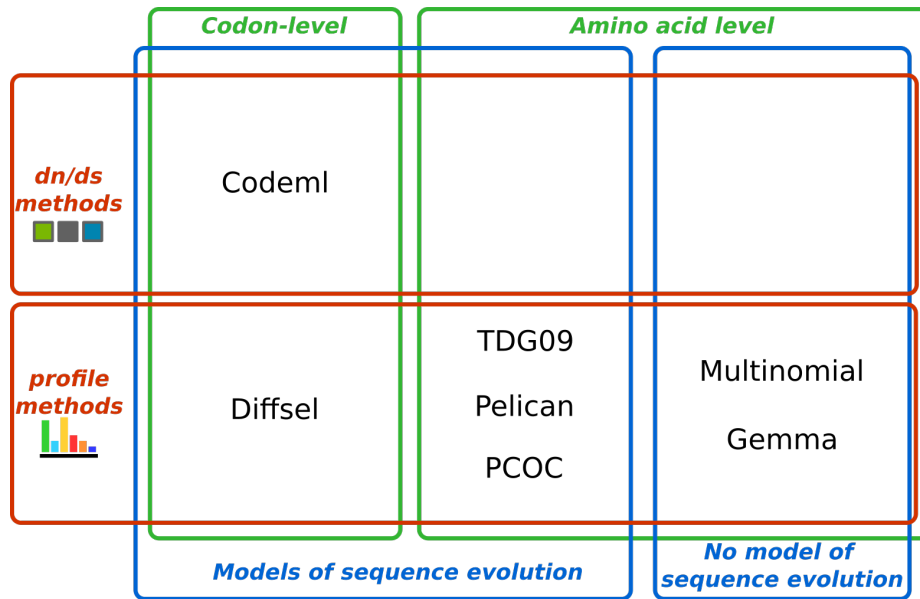 Codon-level
Amino acid level
dn/ds
methods
Codeml
profile
methods
Diffsel
TDG09
Pelican
PCOC
Multinomial
Gemma
Models of sequence evolution
No model of
sequence evolution